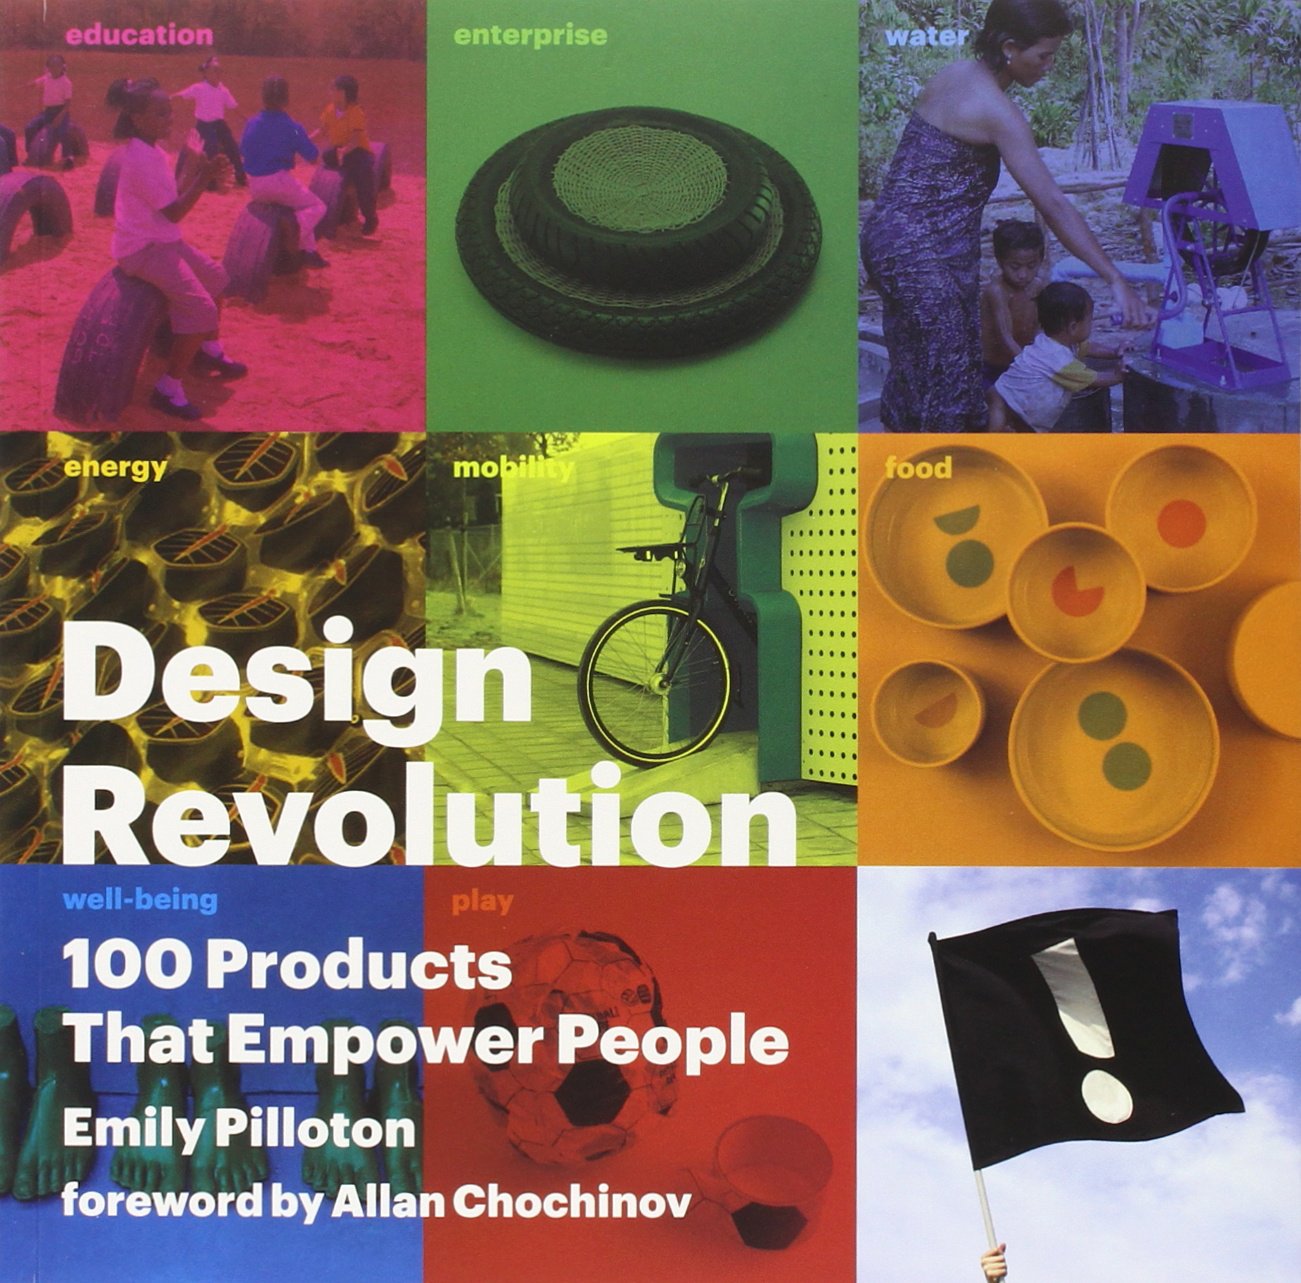 education
enterprise
water
energy
mobility
food
Design
Revolution
well-being
play
100 Products
That Empower People
Emily Pilloton
foreword by Allan Chochinov